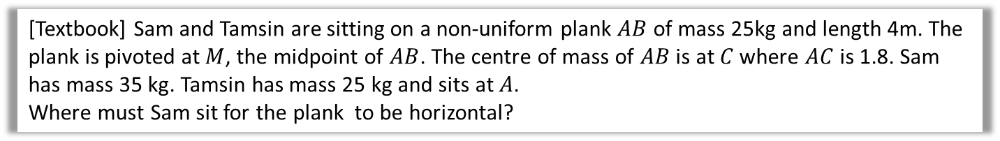 [Textbook] Sam and Tamsin are sitting on a non-uniform plank AB of mass 25kg and length 4m. The
plank is pivoted at M, the midpoint of AB. The centre of mass of AB is at C where AC is 1.8. Sam
has mass 35 kg. Tamsin has mass 25 kg and sits at A.
Where must Sam sit for the plank to be horizontal?